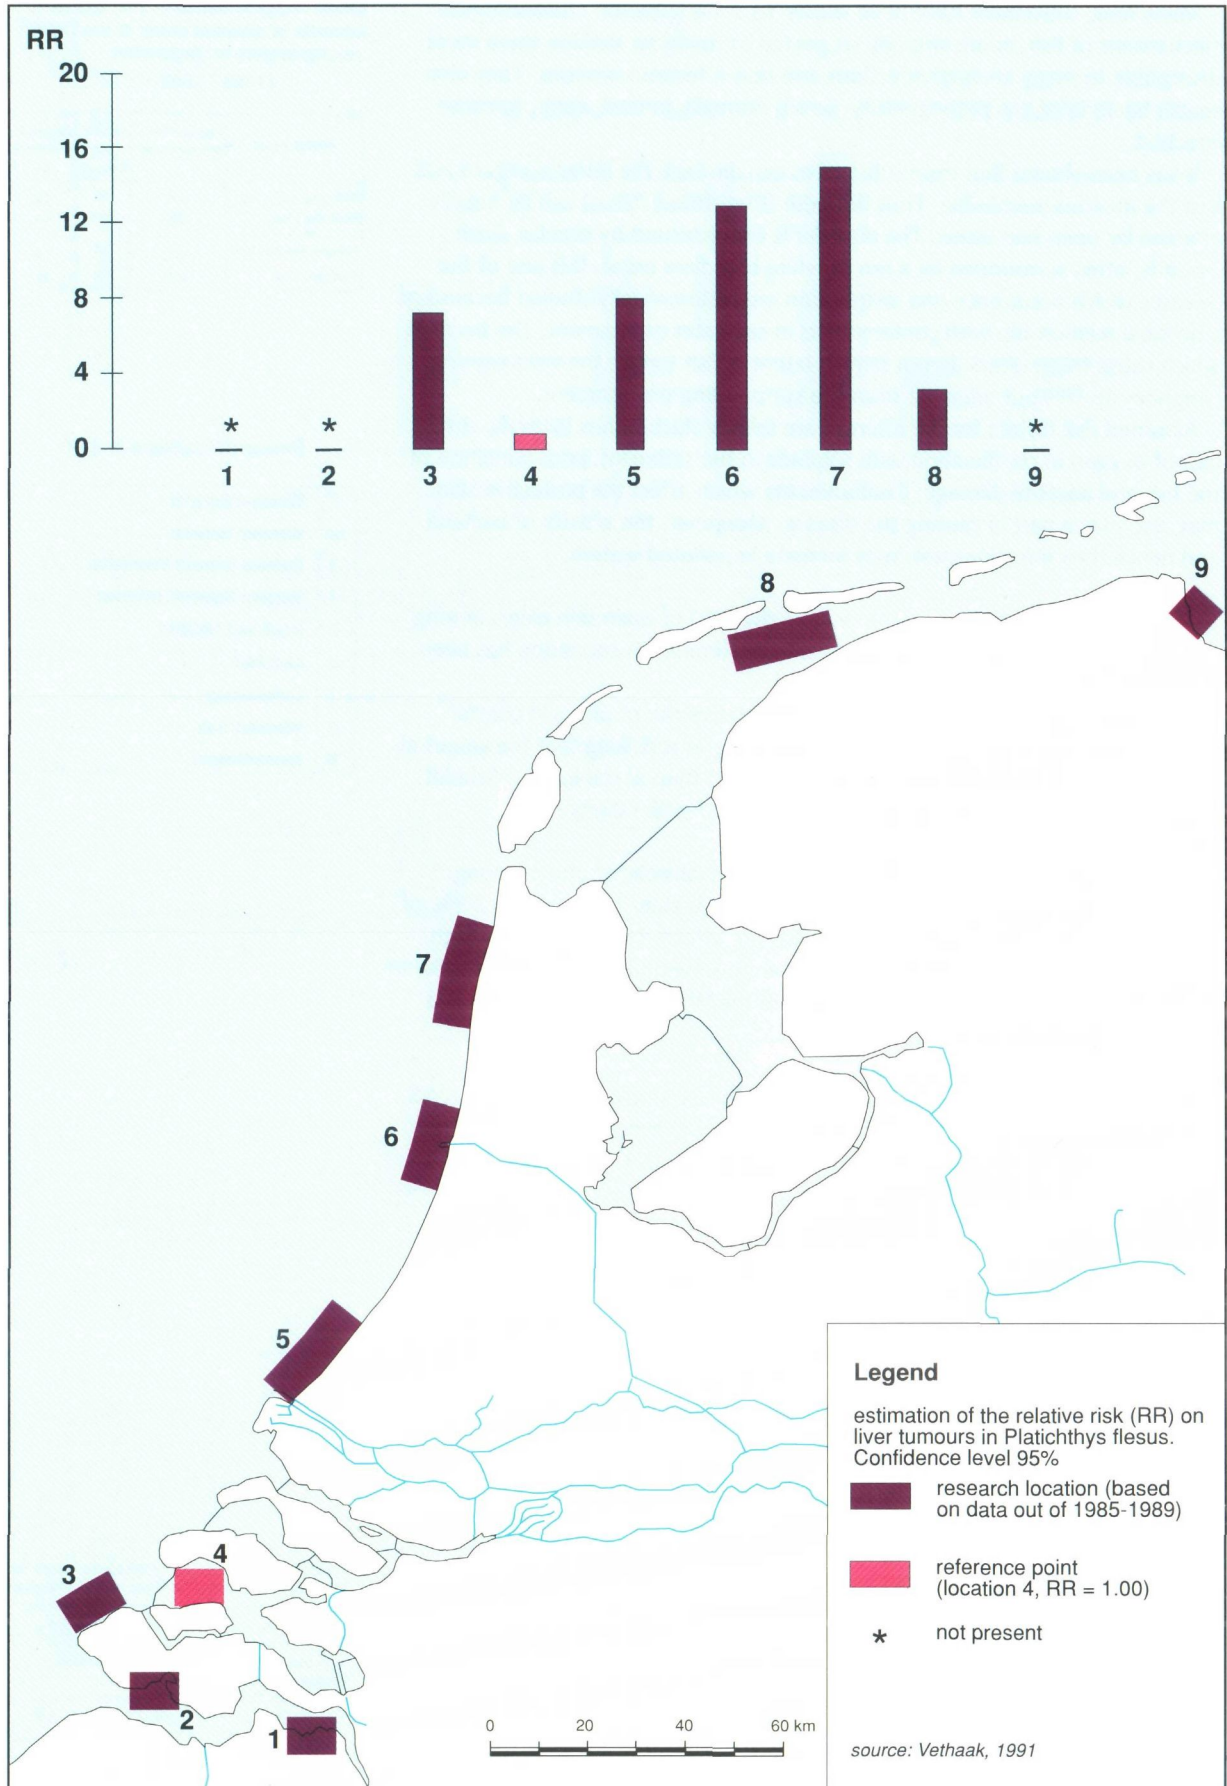 RR
20
16
12
8
4
0
* * *
1 2 3 4 5 6 7 8 9
8
9
7
6
5
4
3
2
1
0 20 40 60 km
Legend
estimation of the relative risk (RR) on
liver tumours in Platichthys flesus.
Confidence level 95%
research location (based
on data out of 1985-1989)
reference point
(location 4, RR = 1.00)
* not present
source: Vethaak, 1991